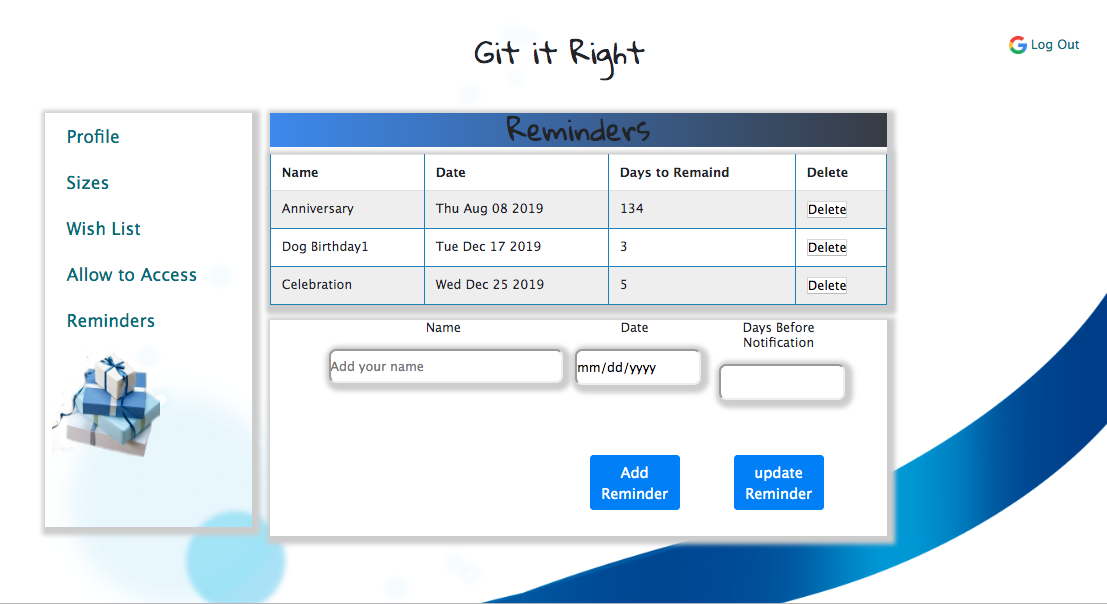 Git it Right
Log Out
Profile
Sizes
Wish List
Allow to Access
Reminders
Reminders
Name Date Days to Remaind Delete
Anniversary Thu Aug 08 2019 134 Delete
Dog Birthday1 Tue Dec 17 2019 3 Delete
Celebration Wed Dec 25 2019 5 Delete
Name Date Days Before
Notification
Add your name mm/dd/yyyy
Add
Reminder
update
Reminder